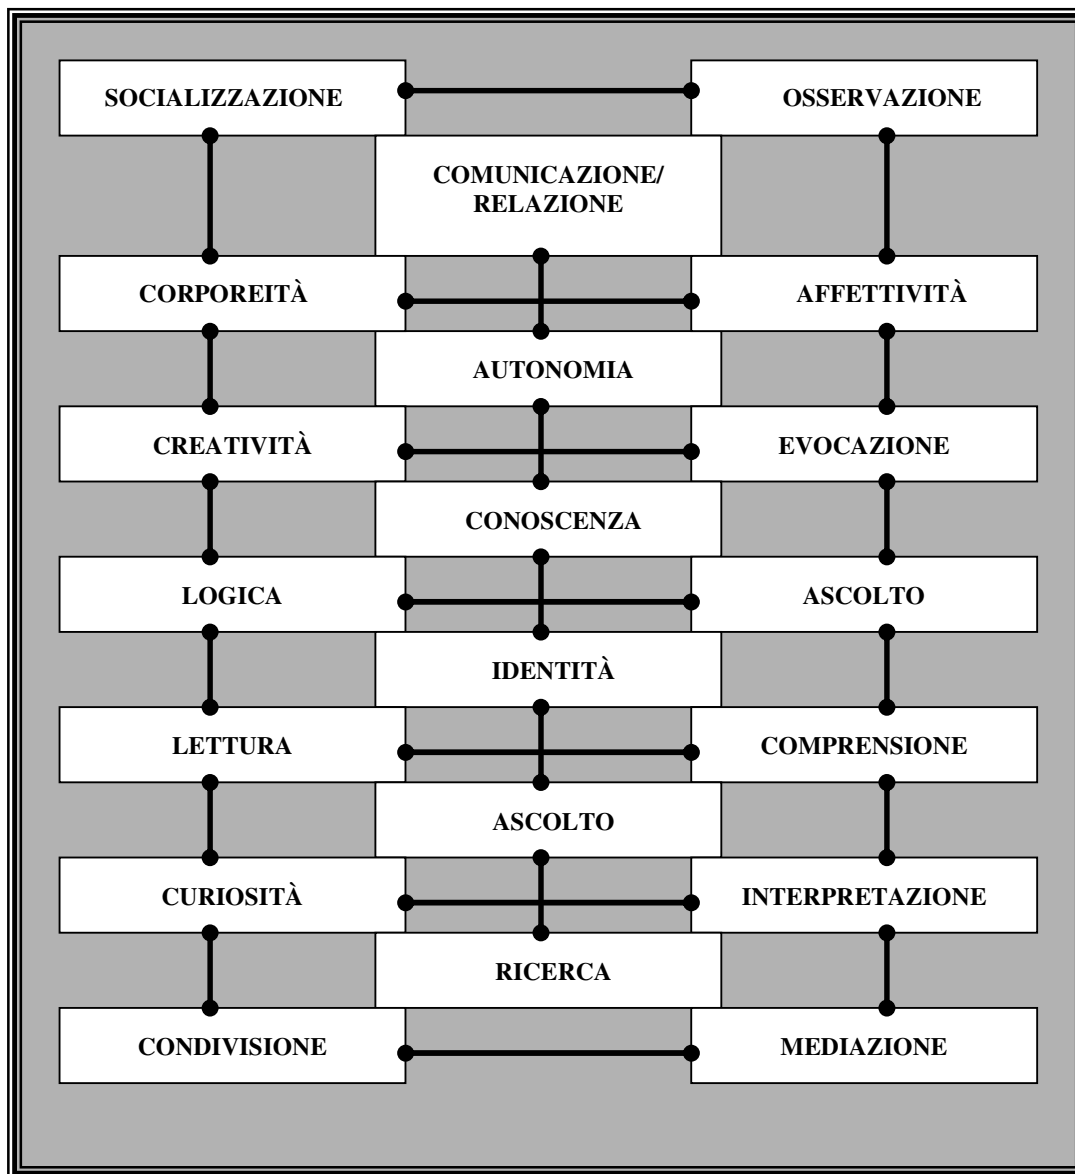 SOCIALIZZAZIONE
OSSERVAZIONE
COMUNICAZIONE/
RELAZIONE
CORPOREITÀ
AFFETTIVITÀ
AUTONOMIA
CREATIVITÀ
EVOCAZIONE
CONOSCENZA
LOGICA
ASCOLTO
IDENTITÀ
LETTURA
COMPRENSIONE
ASCOLTO
CURIOSITÀ
INTERPRETAZIONE
RICERCA
CONDIVISIONE
MEDIAZIONE